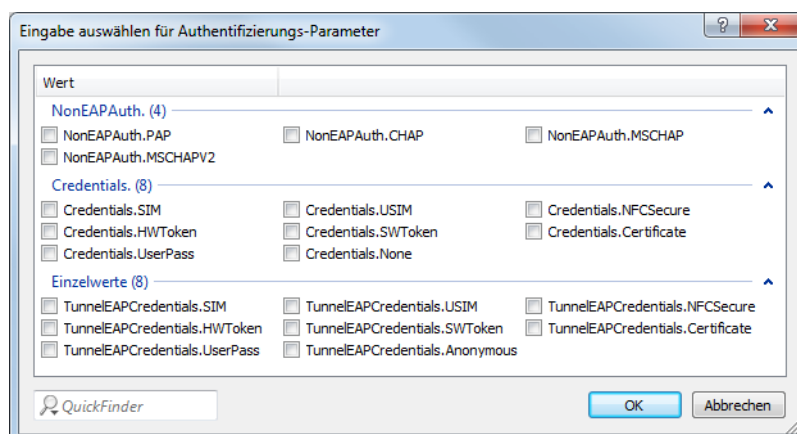 Eingabe auswählen für Authentifizierungs-Parameter
?
X
Wert
NonEAPAuth. (4)
NonEAPAuth.PAP NonEAPAuth.CHAP NonEAPAuth.MSCHAP
NonEAPAuth.MSCHAPV2
Credentials. (8)
Credentials.SIM Credentials.USIM Credentials.NFCSecure
Credentials.HWToken Credentials.SWToken Credentials.Certificate
Credentials.UserPass Credentials.None
Einzelwerte (8)
TunnelEAPCredentials.SIM TunnelEAPCredentials.USIM TunnelEAPCredentials.NFCSecure
TunnelEAPCredentials.HWToken TunnelEAPCredentials.SWToken TunnelEAPCredentials.Certificate
TunnelEAPCredentials.UserPass TunnelEAPCredentials.Anonymous
QuickFinder OK Abbrechen